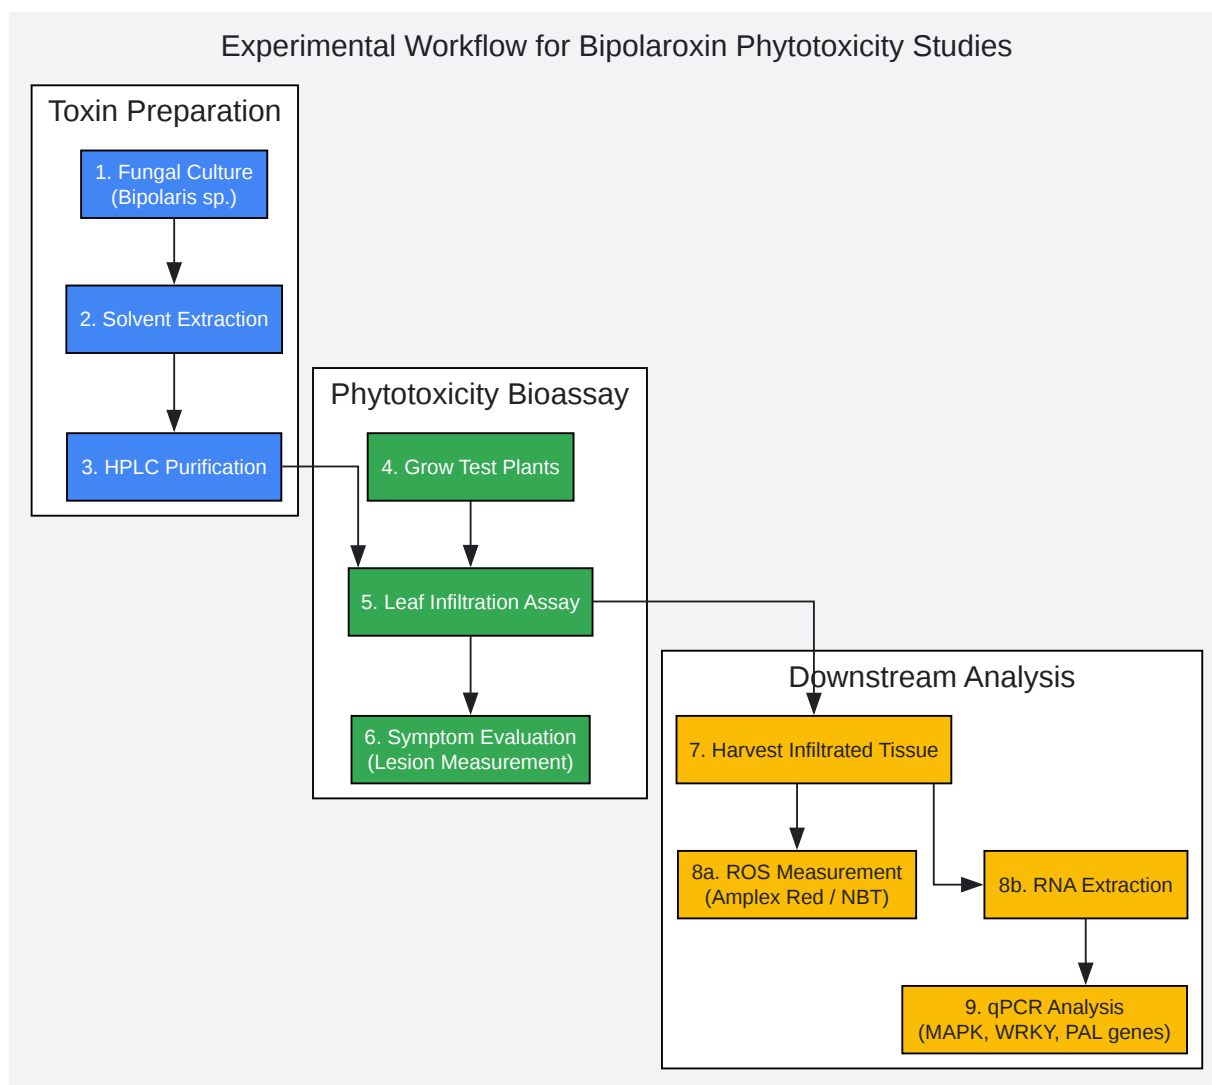 Experimental Workflow for Bipolaroxin Phytotoxicity Studies
Toxin Preparation
1. Fungal Culture
(Bipolaris sp.)
2. Solvent Extraction
3. HPLC Purification
Phytotoxicity Bioassay
4. Grow Test Plants
5. Leaf Infiltration Assay
6. Symptom Evaluation
(Lesion Measurement)
Downstream Analysis
7. Harvest Infiltrated Tissue
8a. ROS Measurement
(Amplex Red / NBT)
8b. RNA Extraction
9. qPCR Analysis
(MAPK, WRKY, PAL genes)